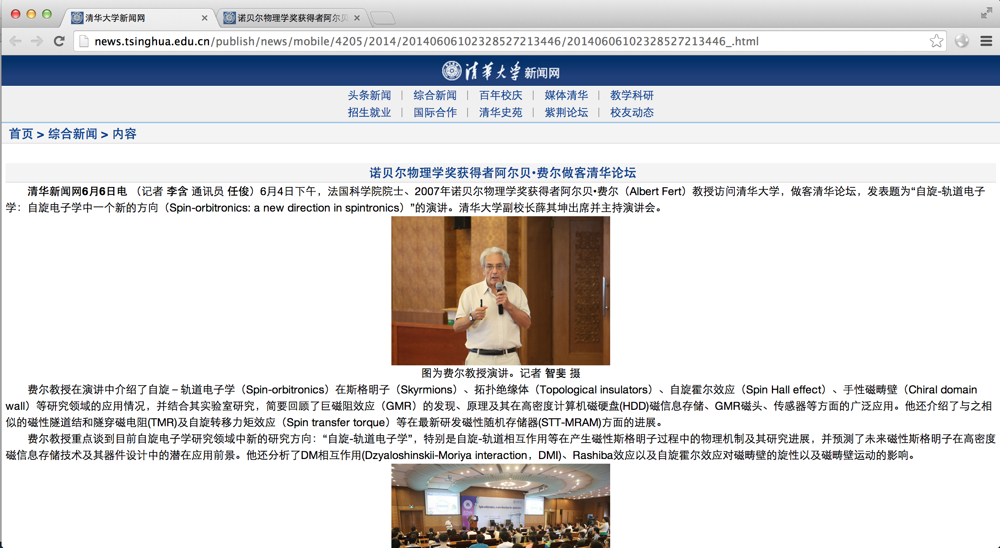 清华大学新闻网
诺贝尔物理学奖获得者阿尔贝
news.tsinghua.edu.cn/publish/news/mobile/4205/2014/20140606102328527213446/20140606102328527213446_.html
清华大学新闻网
头条新闻 | 综合新闻 | 百年校庆 | 媒体清华 | 教学科研
招生就业 | 国际合作 | 清华史苑 | 紫荆论坛 | 校友动态
首页 > 综合新闻 > 内容
诺贝尔物理学奖获得者阿尔贝•费尔做客清华论坛
清华新闻网6月6日电 （记者 李含 通讯员 任俊）6月4日下午，法国科学院院士、2007年诺贝尔物理学奖获得者阿尔贝•费尔（Albert Fert）教授访问清华大学，做客清华论坛，发表题为“自旋-轨道电子
学：自旋电子学中一个新的方向（Spin-orbitronics: a new direction in spintronics）”的演讲。清华大学副校长薛其坤出席并主持演讲会。
图为费尔教授演讲。记者 智斐 摄
费尔教授在演讲中介绍了自旋－轨道电子学（Spin-orbitronics）在斯格明子（Skyrmions）、拓扑绝缘体（Topological insulators）、自旋霍尔效应（Spin Hall effect）、手性磁畴壁（Chiral domain
wall）等研究领域的应用情况，并结合其实验室研究，简要回顾了巨磁阻效应（GMR）的发现、原理及其在高密度计算机磁硬盘(HDD)磁信息存储、GMR磁头、传感器等方面的广泛应用。他还介绍了与之相
似的磁性隧道结和隧穿磁电阻(TMR)及自旋转移力矩效应（Spin transfer torque）等在最新研发磁性随机存储器(STT-MRAM)方面的进展。
费尔教授重点谈到目前自旋电子学研究领域中新的研究方向：“自旋-轨道电子学”，特别是自旋-轨道相互作用等在产生磁性斯格明子过程中的物理机制及其研究进展，并预测了未来磁性斯格明子在高密度
磁信息存储技术及其器件设计中的潜在应用前景。他还分析了DM相互作用(Dzyaloshinskii-Moriya interaction，DMI)、Rashba效应以及自旋霍尔效应对磁畴壁的旋性以及磁畴壁运动的影响。
Spin-orbitronics, a new direction for spintronics